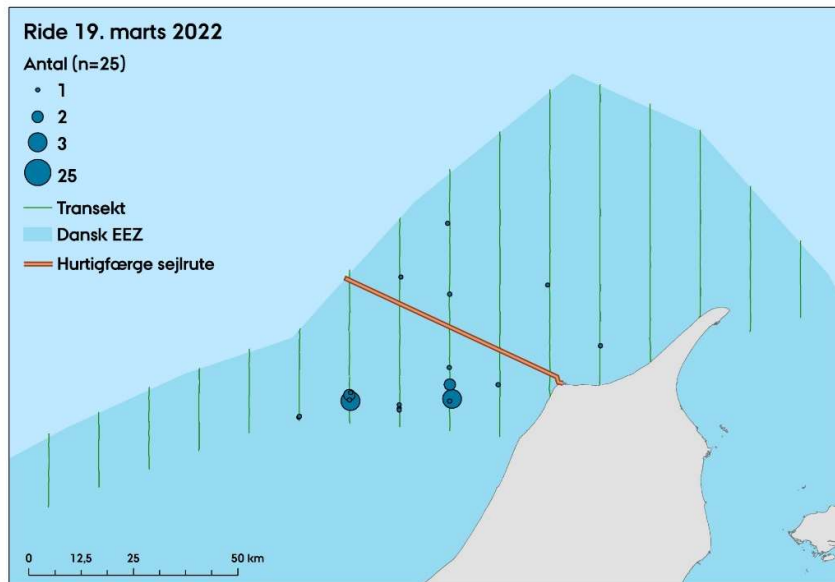 Ride 19. marts 2022
Antal (n=25)
1
2
3
25
Transekt
Dansk EEZ
Hurtigfærge sejlrute
0 12,5 25 50 km